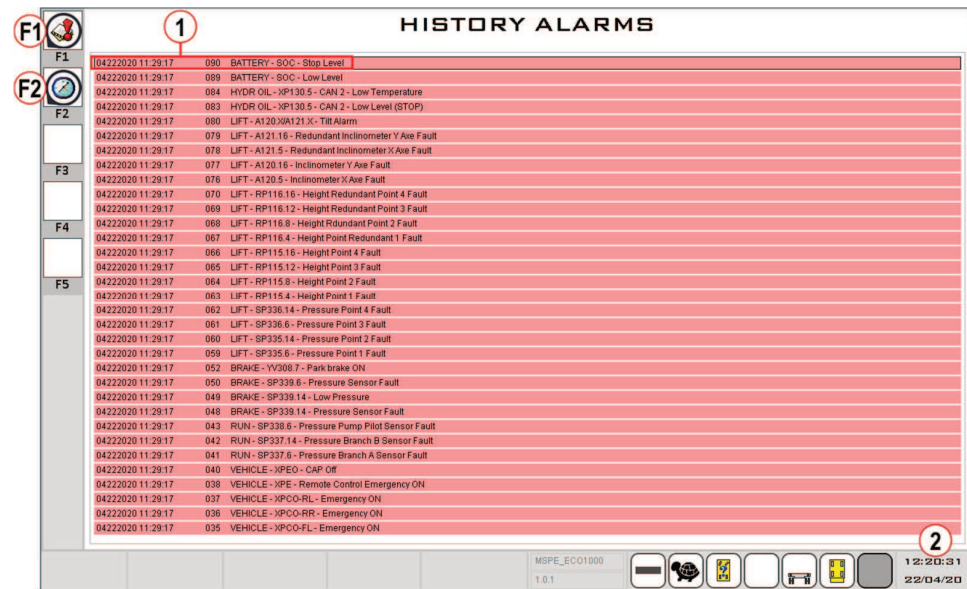 HISTORY ALARMS
F1
1
F1
F2
F2
F3
F4
F5
04222020 11:29:17 090 BATTERY - SOC - Stop Level
04222020 11:29:17 089 BATTERY - SOC - Low Level
04222020 11:29:17 084 HYDR OIL - XP130.5 - CAN 2 - Low Temperature
04222020 11:29:17 083 HYDR OIL - XP130.5 - CAN 2 - Low Level (STOP)
04222020 11:29:17 080 LIFT - A120.X/A121.X - Tilt Alarm
04222020 11:29:17 079 LIFT - A121.16 - Redundant Inclinometer Y Axe Fault
04222020 11:29:17 078 LIFT - A121.5 - Redundant Inclinometer X Axe Fault
04222020 11:29:17 077 LIFT - A120.16 - Inclinometer Y Axe Fault
04222020 11:29:17 076 LIFT - A120.5 - Inclinometer X Axe Fault
04222020 11:29:17 070 LIFT - RP116.16 - Height Redundant Point 4 Fault
04222020 11:29:17 069 LIFT - RP116.12 - Height Redundant Point 3 Fault
04222020 11:29:17 068 LIFT - RP116.8 - Height Rdundant Point 2 Fault
04222020 11:29:17 067 LIFT - RP116.4 - Height Point Redundant 1 Fault
04222020 11:29:17 066 LIFT - RP115.16 - Height Point 4 Fault
04222020 11:29:17 065 LIFT - RP115.12 - Height Point 3 Fault
04222020 11:29:17 064 LIFT - RP115.8 - Height Point 2 Fault
04222020 11:29:17 063 LIFT - RP115.4 - Height Point 1 Fault
04222020 11:29:17 062 LIFT - SP336.14 - Pressure Point 4 Fault
04222020 11:29:17 061 LIFT - SP336.6 - Pressure Point 3 Fault
04222020 11:29:17 060 LIFT - SP335.14 - Pressure Point 2 Fault
04222020 11:29:17 059 LIFT - SP335.6 - Pressure Point 1 Fault
04222020 11:29:17 052 BRAKE - YV308.7 - Park brake ON
04222020 11:29:17 050 BRAKE - SP339.6 - Pressure Sensor Fault
04222020 11:29:17 049 BRAKE - SP339.14 - Low Pressure
04222020 11:29:17 048 BRAKE - SP339.14 - Pressure Sensor Fault
04222020 11:29:17 043 RUN - SP338.6 - Pressure Pump Pilot Sensor Fault
04222020 11:29:17 042 RUN - SP337.14 - Pressure Branch B Sensor Fault
04222020 11:29:17 041 RUN - SP337.6 - Pressure Branch A Sensor Fault
04222020 11:29:17 040 VEHICLE - XPEO - CAP Off
04222020 11:29:17 038 VEHICLE - XPE - Remote Control Emergency ON
04222020 11:29:17 037 VEHICLE - XPCO-RL - Emergency ON
04222020 11:29:17 036 VEHICLE - XPCO-RR - Emergency ON
04222020 11:29:17 035 VEHICLE - XPCO-FL - Emergency ON
2
MSPE_ECO1000
1.0.1
12:20:31
22/04/20